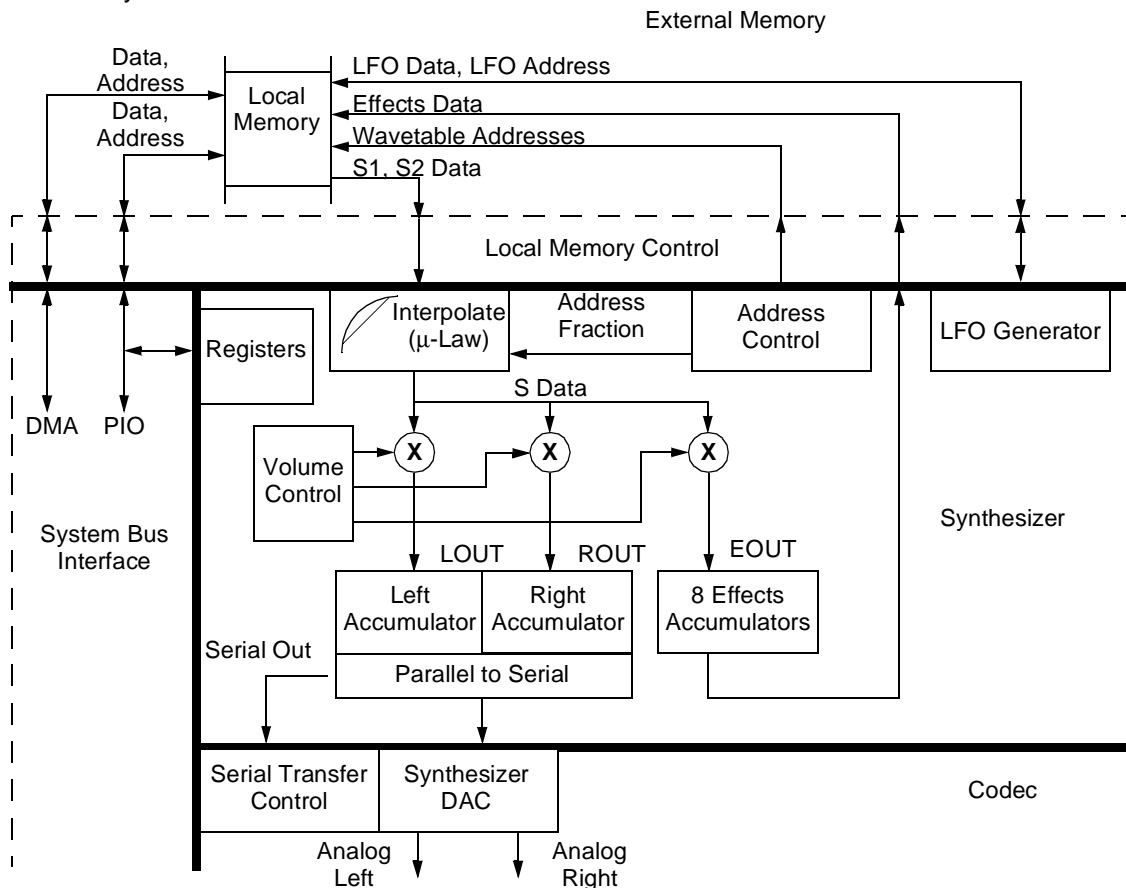 External Memory
Data,
Address
Data,
Address
Local
Memory
LFO Data, LFO Address
Effects Data
Wavetable Addresses
S1, S2 Data
Local Memory Control
Registers
Interpolate
(μ-Law)
Address
Fraction
Address
Control
LFO Generator
DMA
PIO
S Data
X
X
X
Volume
Control
System Bus
Interface
Synthesizer
LOUT
ROUT
EOUT
Left
Accumulator
Right
Accumulator
8 Effects
Accumulators
Serial Out
Parallel to Serial
Serial Transfer
Control
Synthesizer
DAC
Codec
Analog
Left
Analog
Right